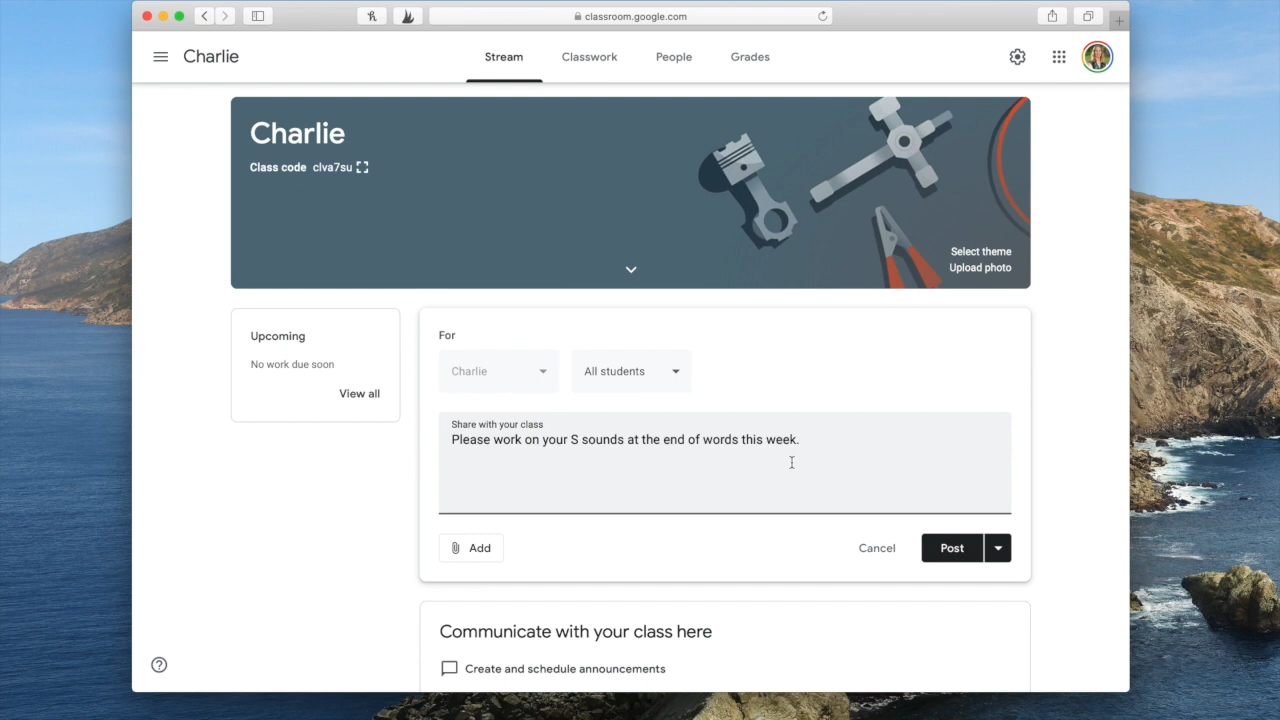 classroom.google.com
Charlie
Stream
Classwork
People
Grades
Charlie
Class code clva7su
Select theme
Upload photo
Upcoming
No work due soon
View all
For
Charlie
All students
Share with your class
Please work on your S sounds at the end of words this week.
Add
Cancel
Post
Communicate with your class here
Create and schedule announcements